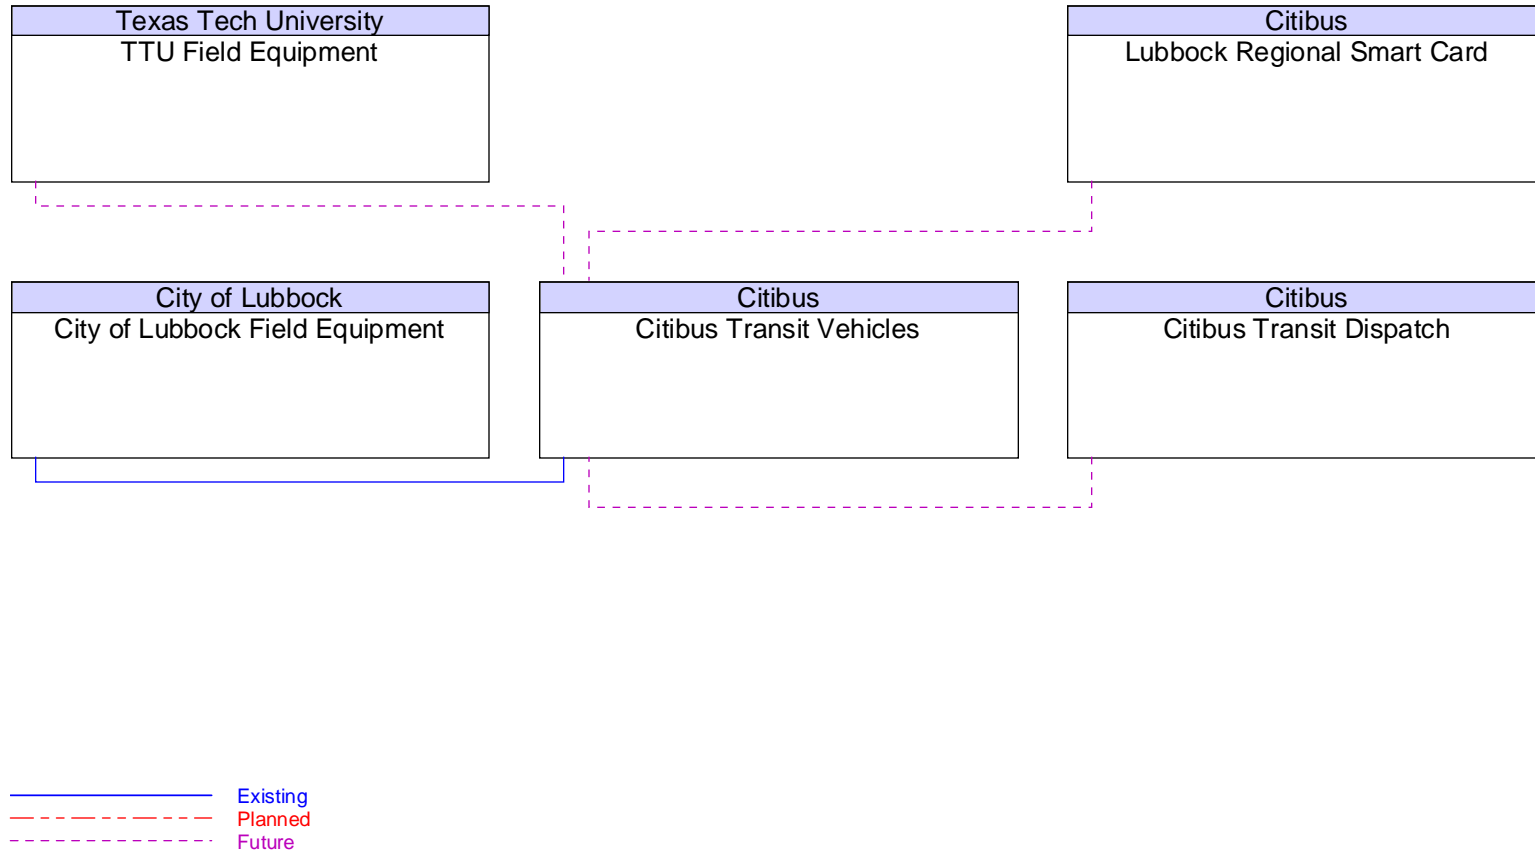 Texas Tech University
TTU Field Equipment
Citibus
Lubbock Regional Smart Card
City of Lubbock
City of Lubbock Field Equipment
Citibus
Citibus Transit Vehicles
Citibus
Citibus Transit Dispatch
Existing
Planned
Future